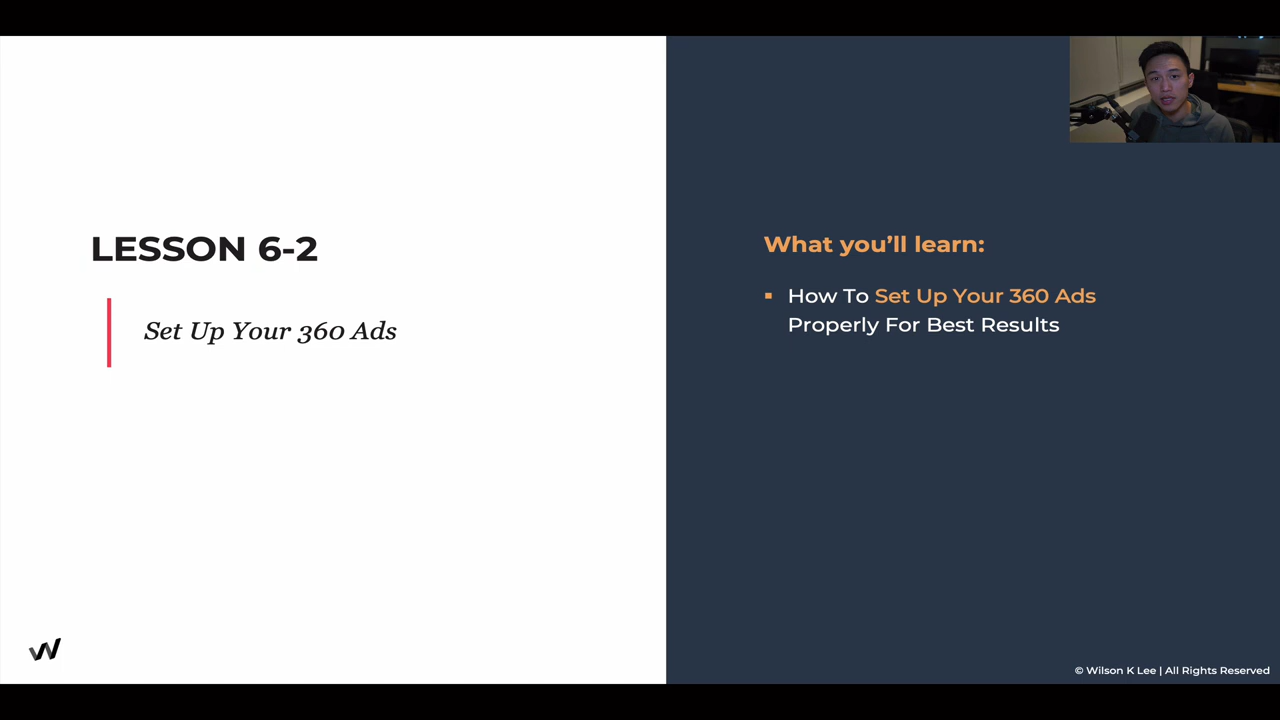 LESSON 6-2
Set Up Your 360 Ads
What you’ll learn:
▪ How To Set Up Your 360 Ads
Properly For Best Results
© Wilson K Lee | All Rights Reserved